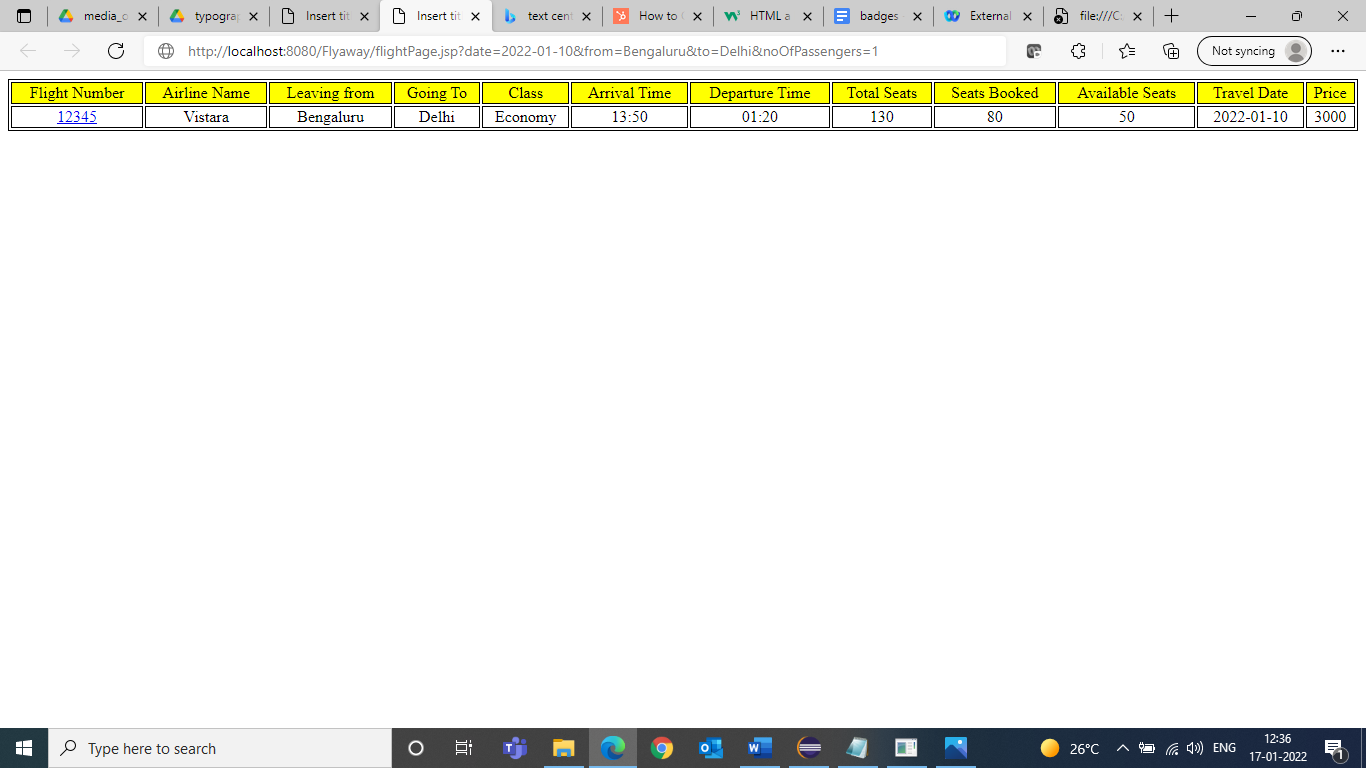 media_o typogra Insert tit Insert tit text cent How to C HTML a badges External file:///C:
http://localhost:8080/Flyaway/flightPage.jsp?date=2022-01-10&from=Bengaluru&to=Delhi&noOfPassengers=1 Not syncing
Flight Number Airline Name Leaving from Going To Class Arrival Time Departure Time Total Seats Seats Booked Available Seats Travel Date Price
12345 Vistara Bengaluru Delhi Economy 13:50 01:20 130 80 50 2022-01-10 3000
Type here to search 26°C ENG 12:36
17-01-2022 1